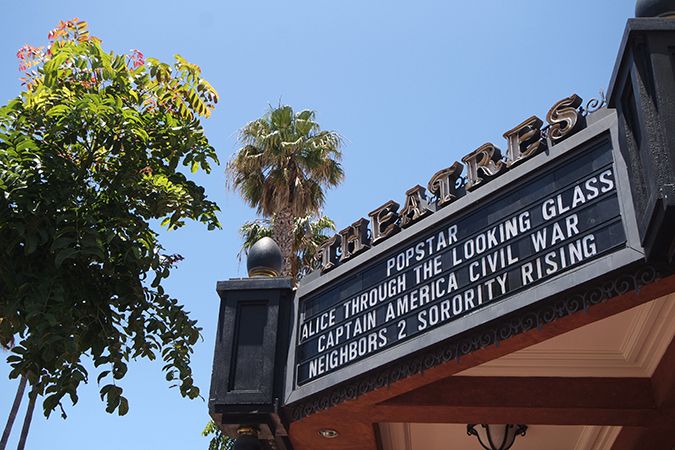 THEATRES
POPSTAR
ALICE THROUGH THE LOOKING GLASS
CAPTAIN AMERICA CIVIL WAR
NEIGHBORS 2 SORORITY RISING